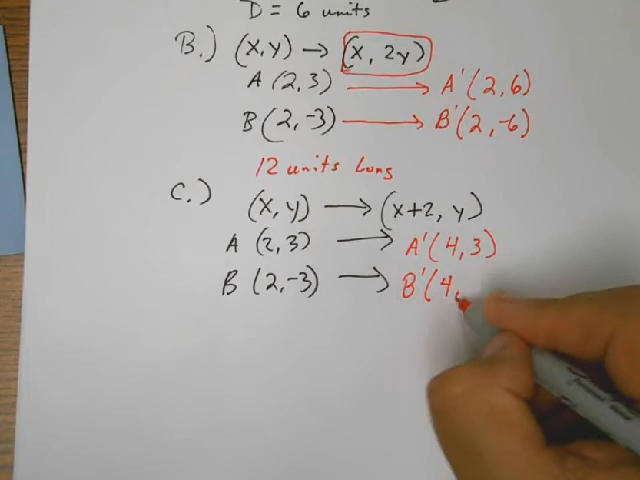 D = 6 units
B.) (x,y) → (x, 2y)
A (2,3) → A'(2,6)
B(2,-3) → B'(2,-6)
12 units Long
C.) (x,y) → (x+2, y)
A (2,3) → A'(4,3)
B (2,-3) → B'(4,